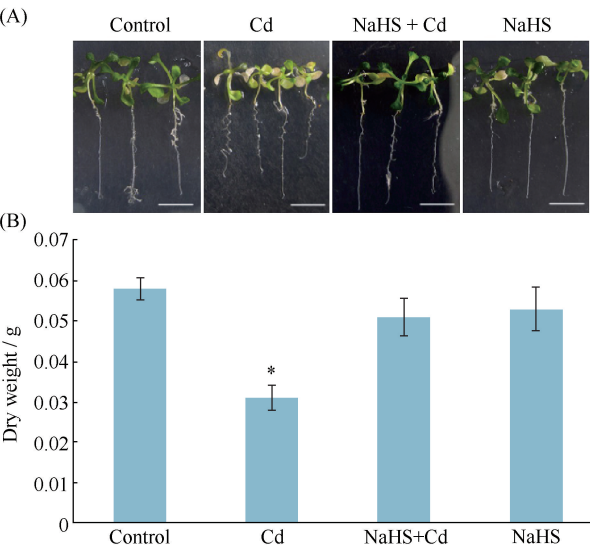 (A)
Control Cd NaHS + Cd NaHS
(B)
0.07
0.06
0.05
0.04
0.03
0.02
0.01
0
Dry weight / g
*
Control Cd NaHS+Cd NaHS